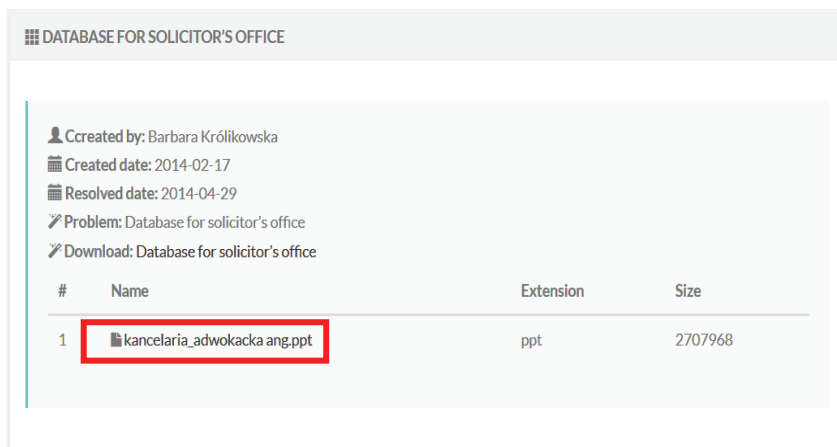 DATABASE FOR SOLICITOR'S OFFICE
Ccreated by: Barbara Królikowska
Created date: 2014-02-17
Resolved date: 2014-04-29
Problem: Database for solicitor's office
Download: Database for solicitor's office
# Name Extension Size
1 kancelaria_adwokacka ang.ppt ppt 2707968